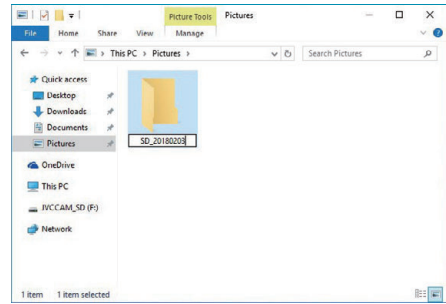 Picture Tools Pictures
File Home Share View Manage
This PC > Pictures > Search Pictures
Quick access
Desktop
Downloads
Documents
Pictures
SD_20180203
OneDrive
This PC
JVCCAM_SD (F:)
Network
1 item 1 item selected